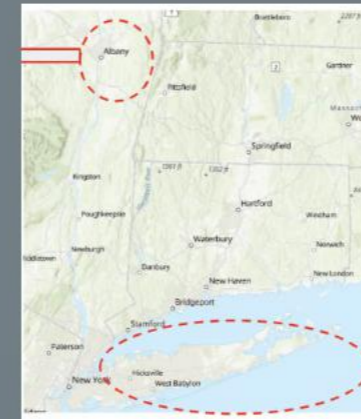 Brattleboro
Albany
2
Gardner
Pittsfield
Springfield
Kingston
Hartford
Poughkeepsie
Windham
Waterbury
Newburgh
Norwich
Danbury
New London
New Haven
Bridgeport
Stamford
Paterson
Hicksville
New York
West Babylon